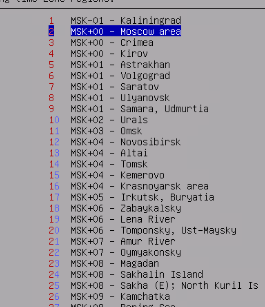 time zone regions.
1 MSK-01 - Kaliningrad
2 MSK+00 - Moscow area
3 MSK+00 - Crimea
4 MSK+00 - Kirov
5 MSK+01 - Astrakhan
6 MSK+01 - Volgograd
7 MSK+01 - Saratov
8 MSK+01 - Ulyanovsk
9 MSK+01 - Samara, Udmurtia
10 MSK+02 - Urals
11 MSK+03 - Omsk
12 MSK+04 - Novosibirsk
13 MSK+04 - Altai
14 MSK+04 - Tomsk
15 MSK+04 - Kemerovo
16 MSK+04 - Krasnoyarsk area
17 MSK+05 - Irkutsk, Buryatia
18 MSK+06 - Zabaykalsky
19 MSK+06 - Lena River
20 MSK+06 - Tomponsky, Ust-Maysky
21 MSK+07 - Amur River
22 MSK+07 - Oymyakonsky
23 MSK+08 - Magadan
24 MSK+08 - Sakhalin Island
25 MSK+08 - Sakha (E); North Kuril Is
26 MSK+09 - Kamchatka